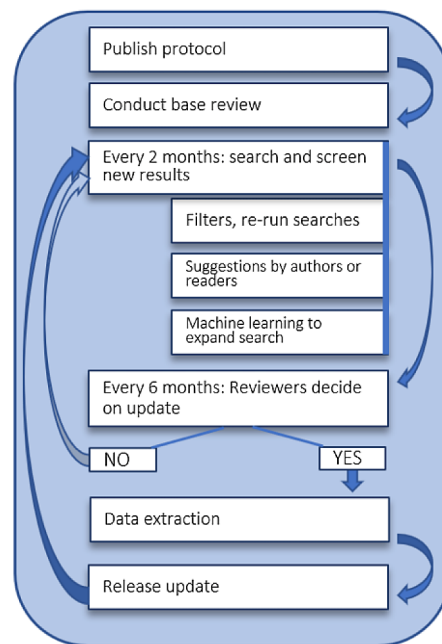 Publish protocol
Conduct base review
Every 2 months: search and screen
new results
Filters, re-run searches
Suggestions by authors or
readers
Machine learning to
expand search
Every 6 months: Reviewers decide
on update
NO
YES
Data extraction
Release update